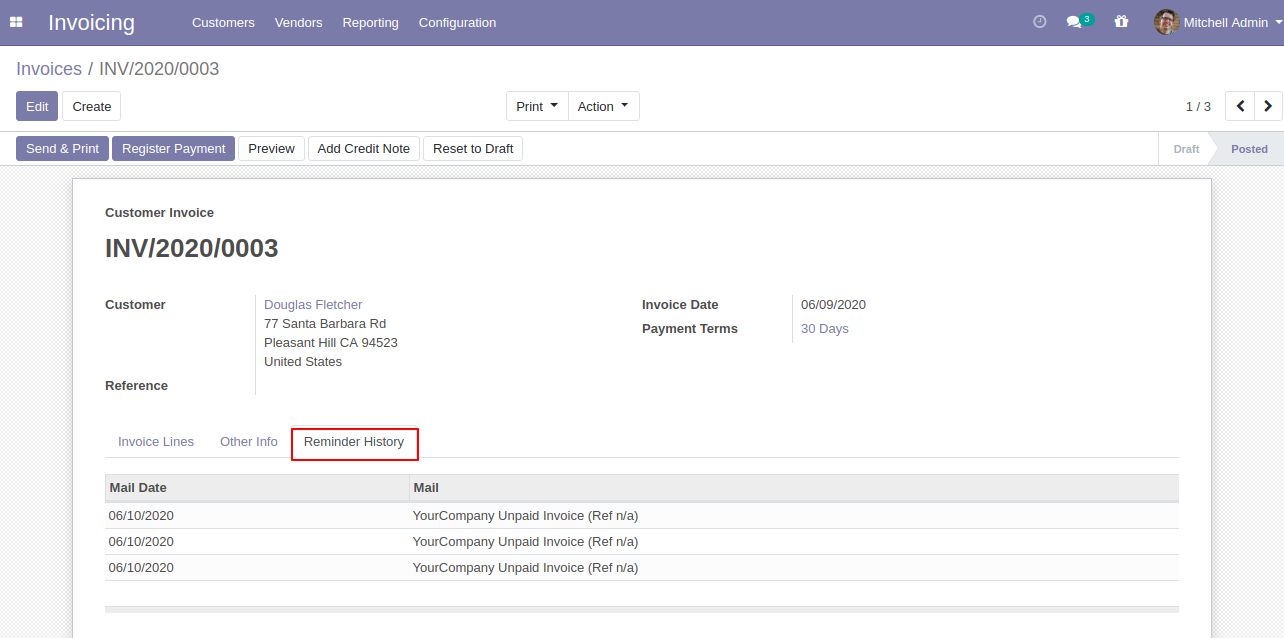 Invoicing Customers Vendors Reporting Configuration 3 Mitchell Admin
Invoices / INV/2020/0003
Edit Create Print Action 1 / 3
Send & Print Register Payment Preview Add Credit Note Reset to Draft Draft Posted
Customer Invoice
INV/2020/0003
Customer Douglas Fletcher Invoice Date 06/09/2020
77 Santa Barbara Rd Payment Terms 30 Days
Pleasant Hill CA 94523
United States
Reference
Invoice Lines Other Info Reminder History
Mail Date Mail
06/10/2020 YourCompany Unpaid Invoice (Ref n/a)
06/10/2020 YourCompany Unpaid Invoice (Ref n/a)
06/10/2020 YourCompany Unpaid Invoice (Ref n/a)